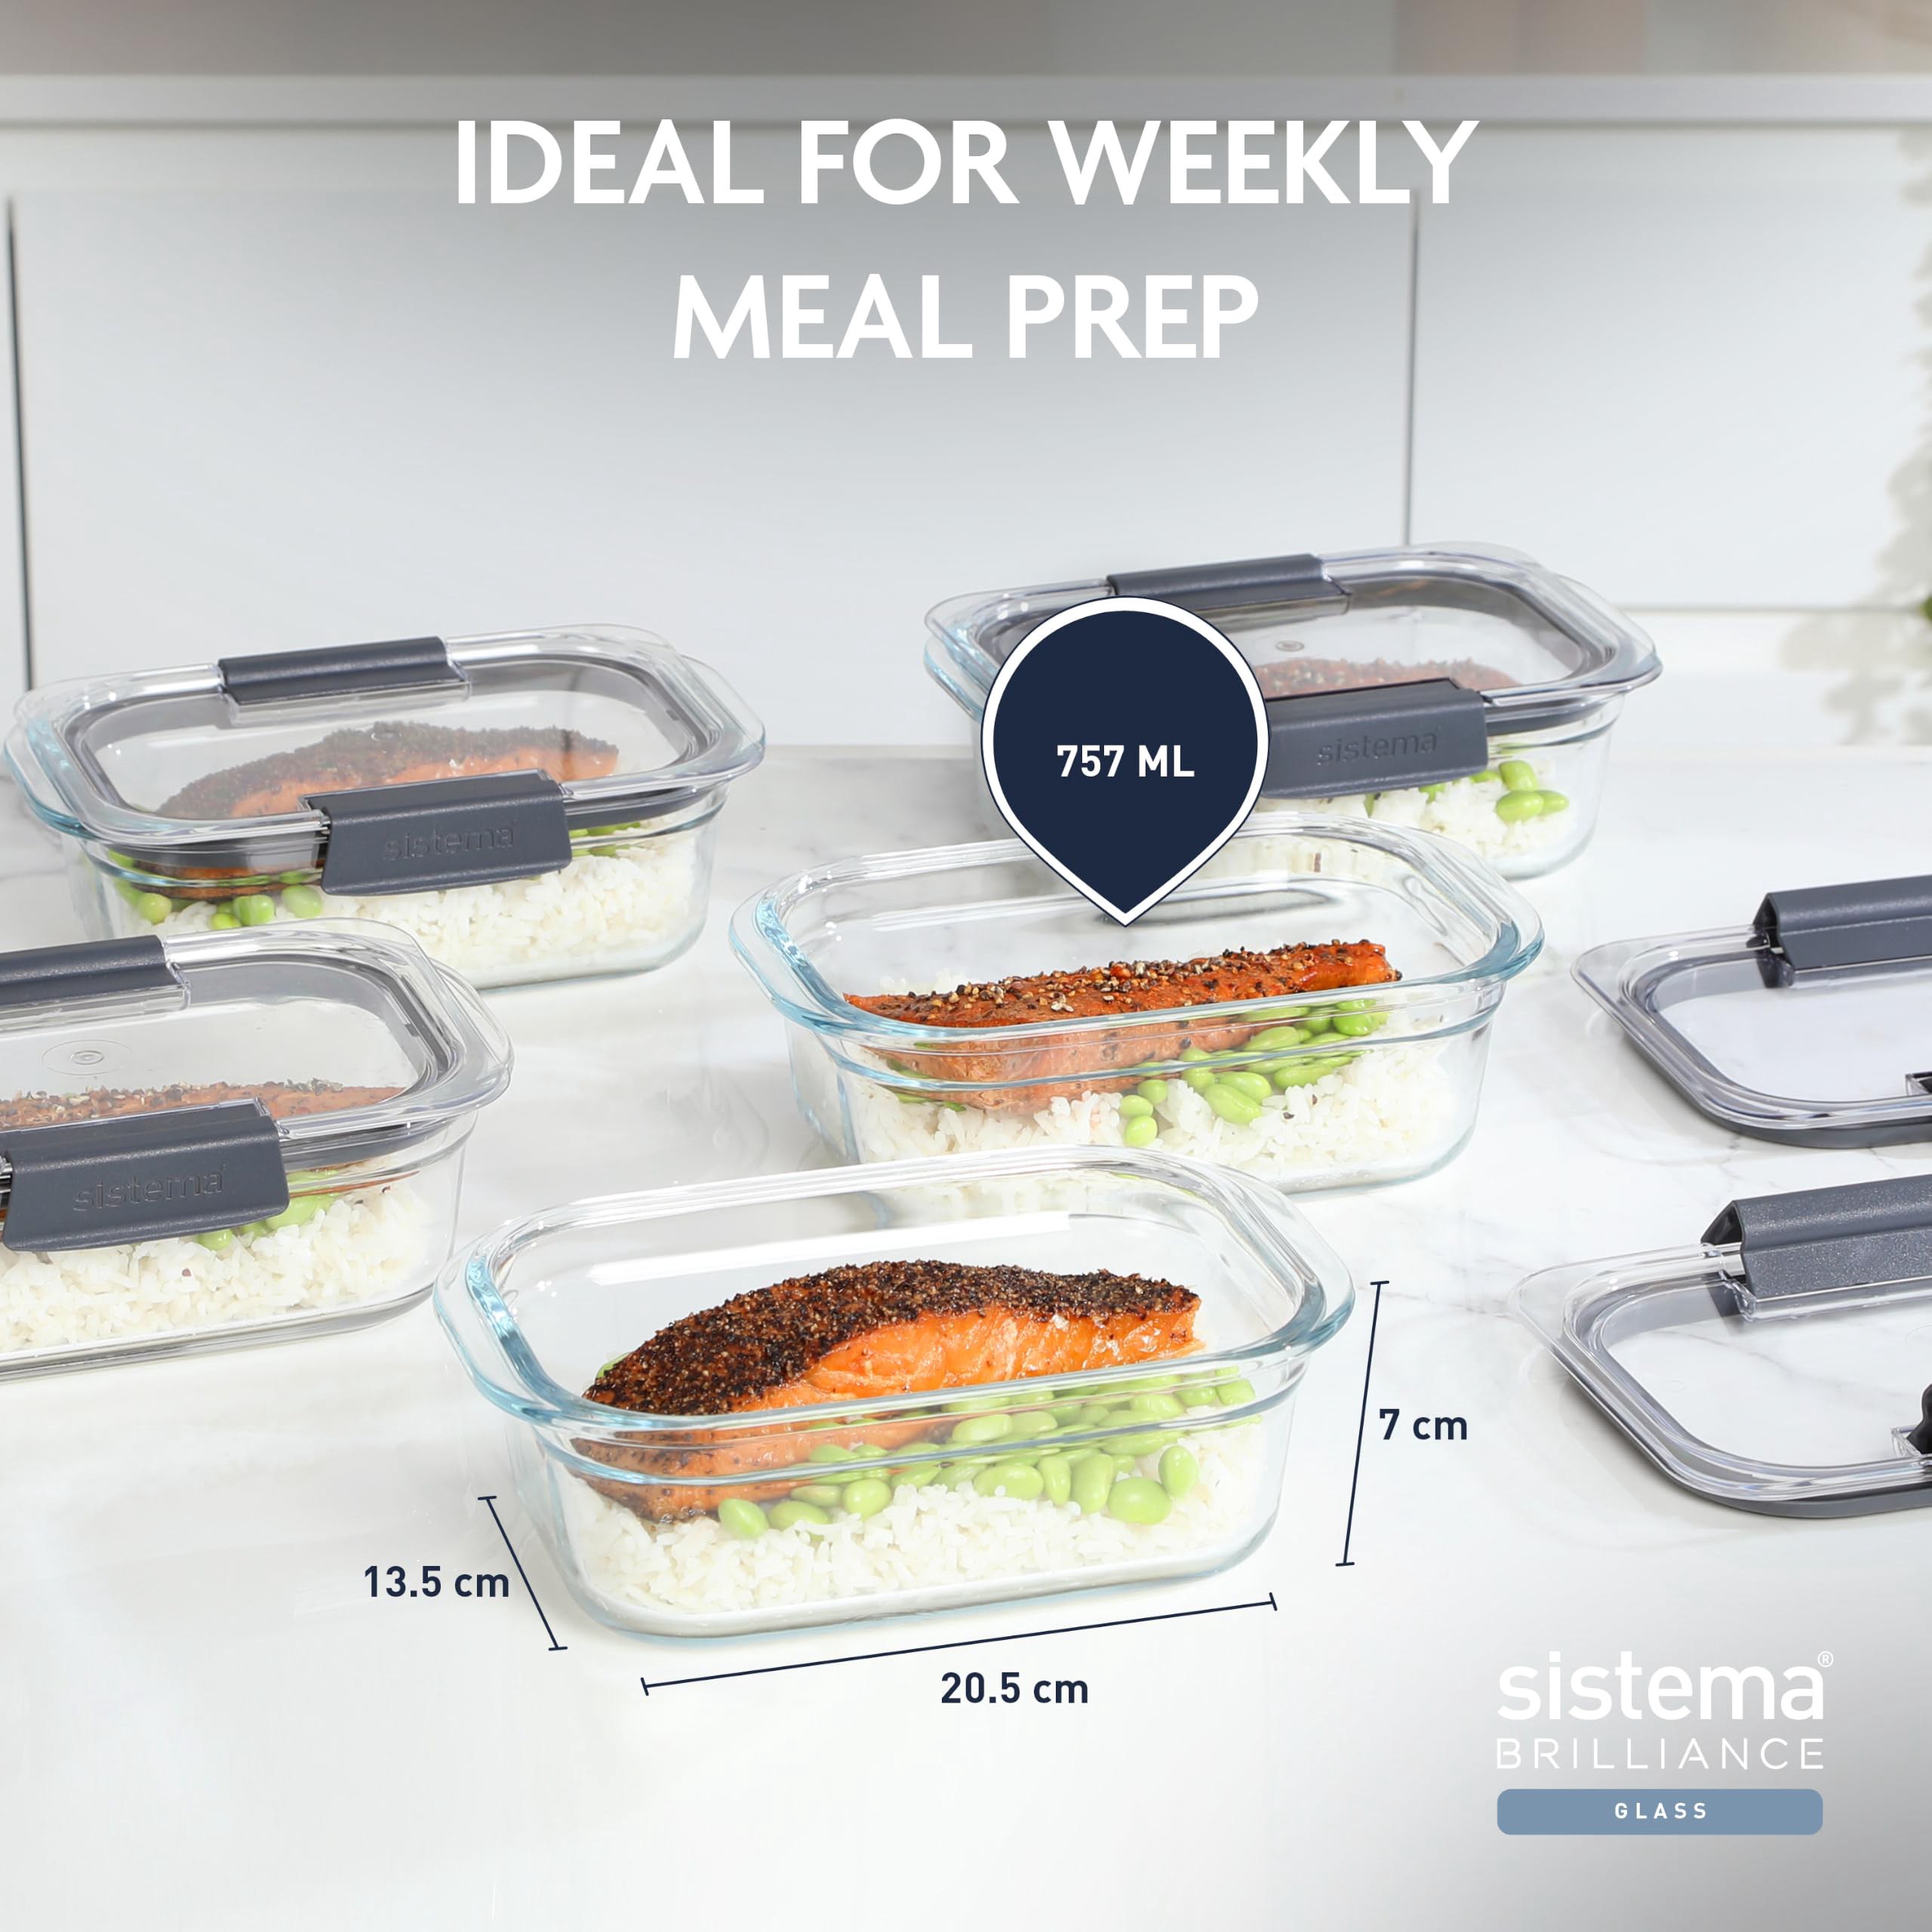 IDEAL FOR WEEKLY
MEAL PREP
sistema
757 ML
sistema
sistema
7 cm
13.5 cm
20.5 cm
sistema®
BRILLIANCE
GLASS